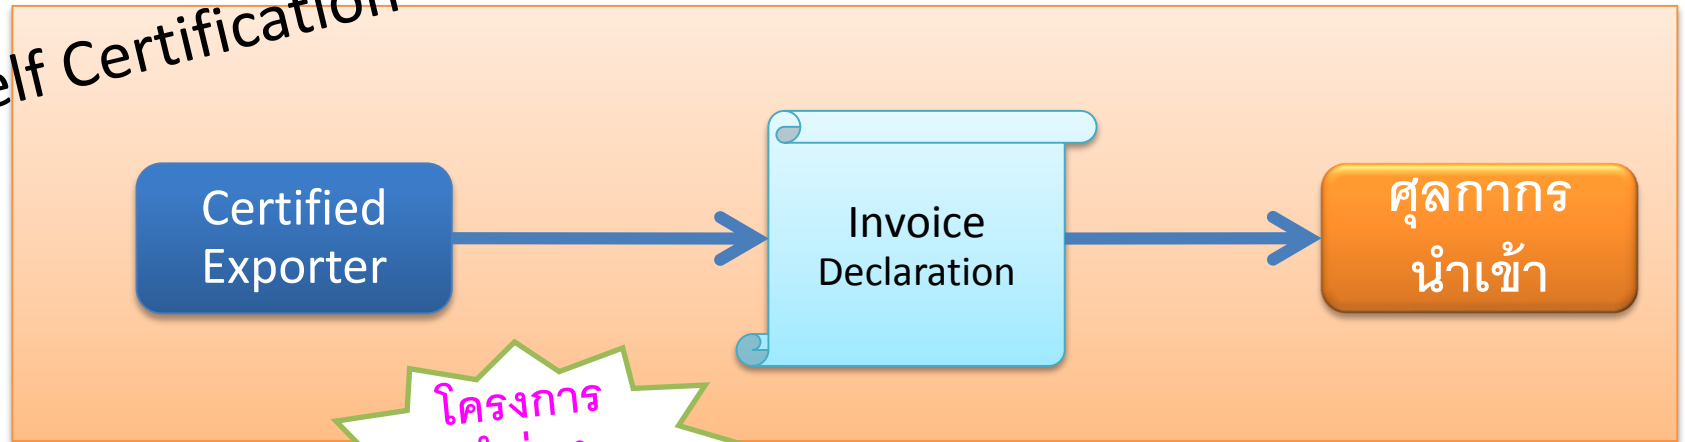 Certification
Certified
Exporter
Invoice
Declaration
ศุลกากร
นำเข้า
โครงการ